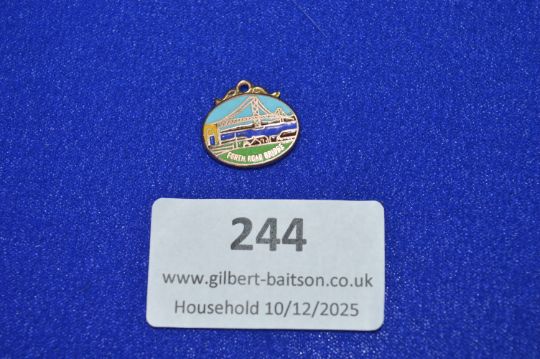 FORTH ROAD BRIDGE
244
www.gilbert-baitson.co.uk
Household 10/12/2025